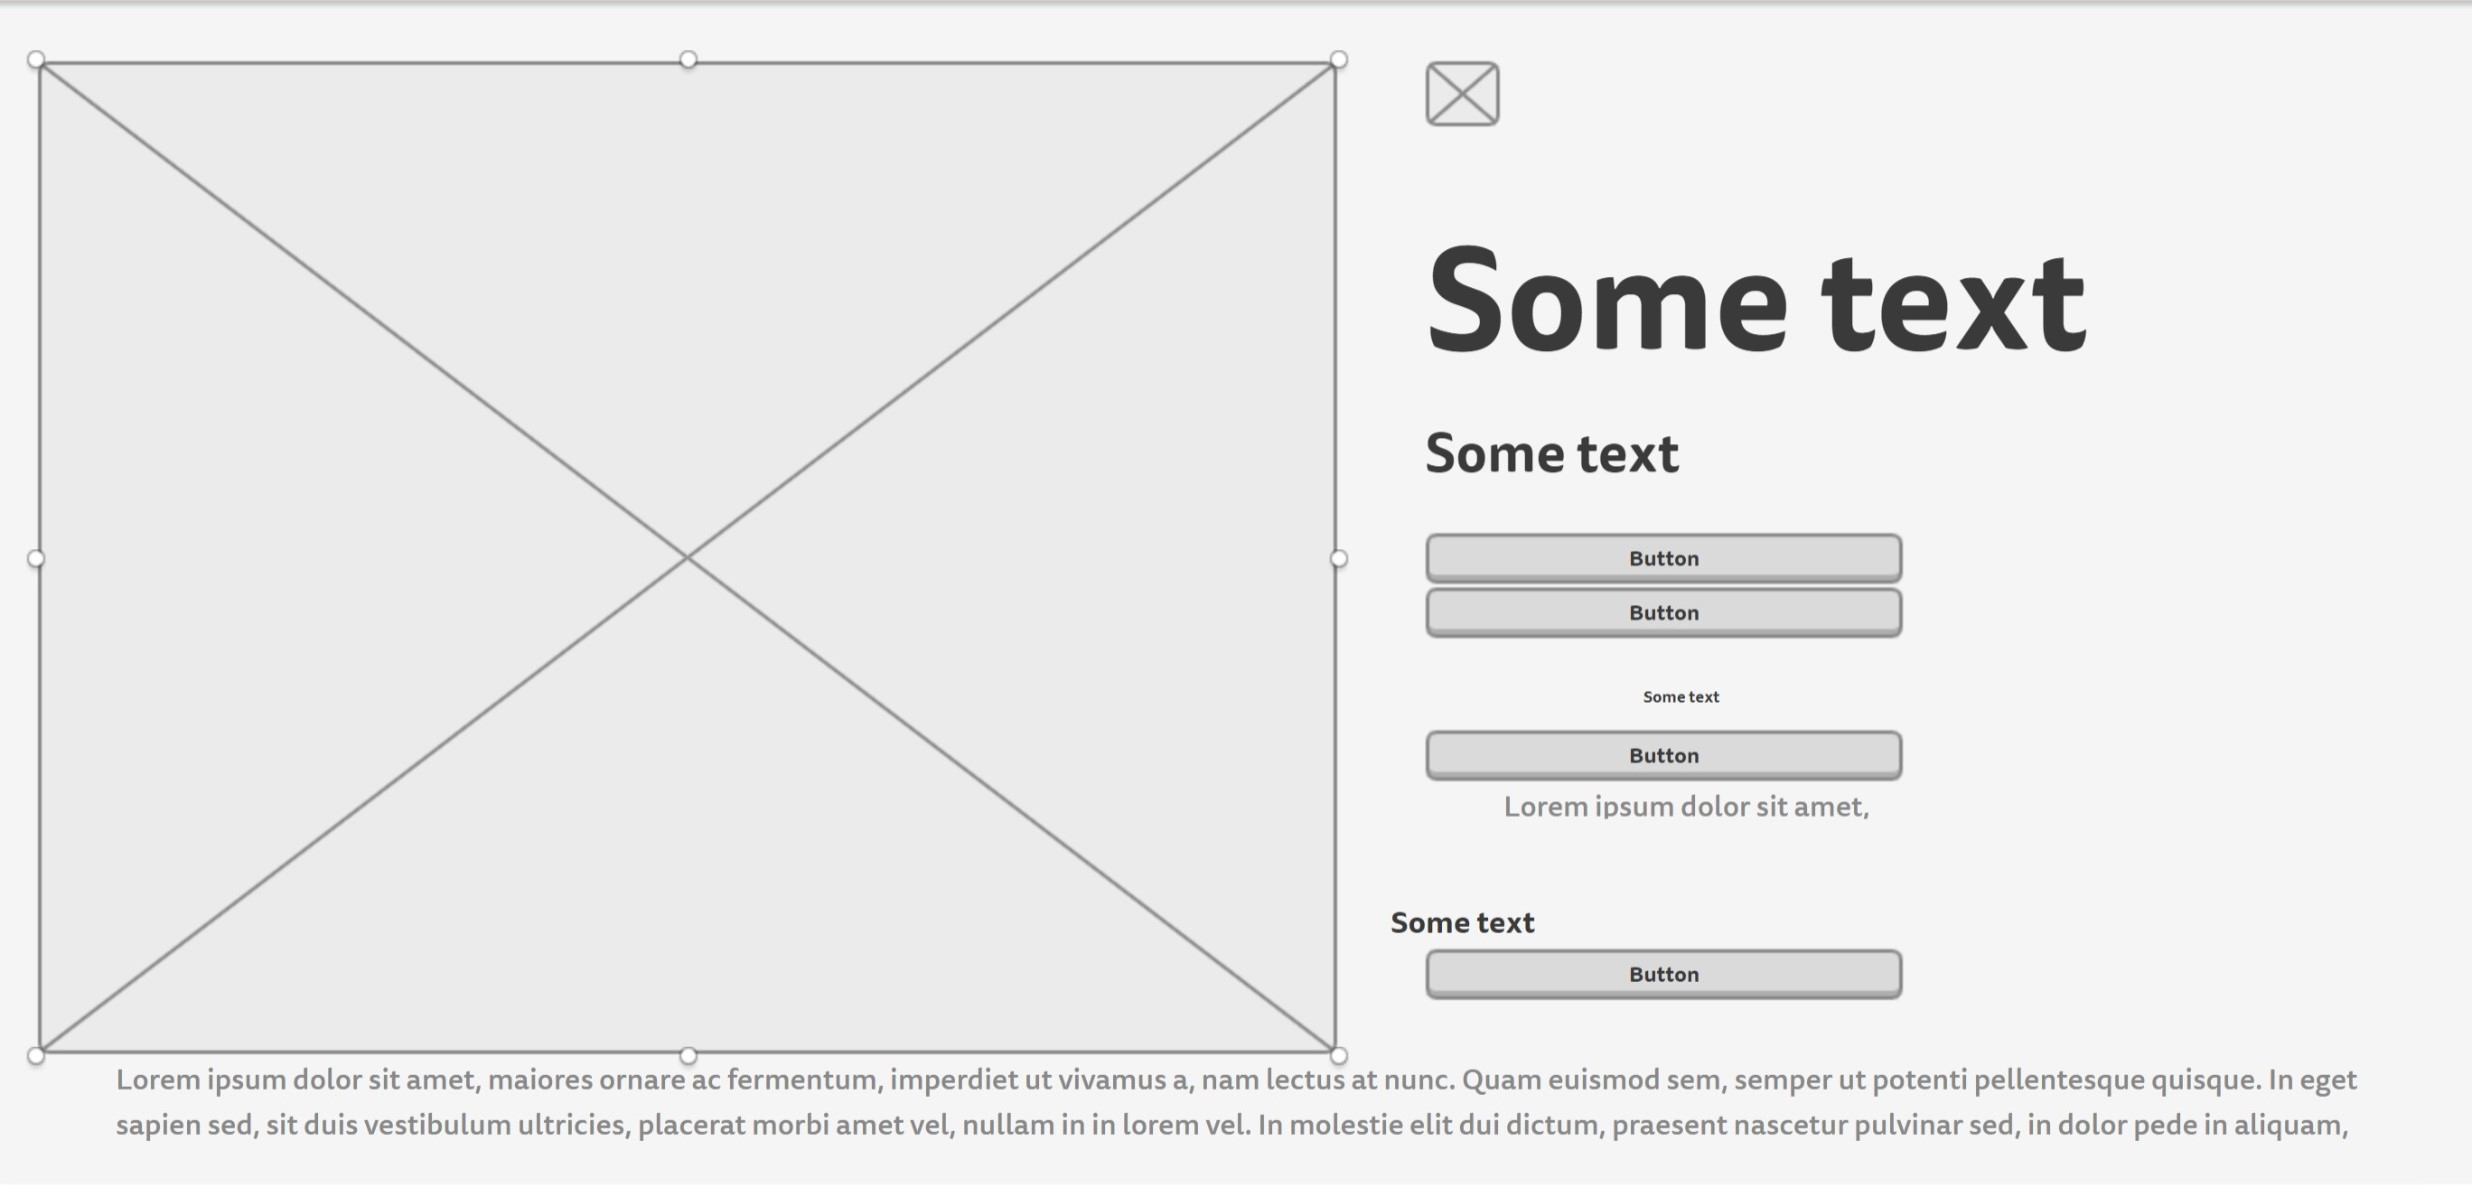 Some text
Some text
Button
Button
Some text
Button
Lorem ipsum dolor sit amet,
Some text
Button
Lorem ipsum dolor sit amet, maiores ornare ac fermentum, imperdiet ut vivamus a, nam lectus at nunc. Quam euismod sem, semper ut potenti pellentesque quisque. In eget
sapien sed, sit duis vestibulum ultricies, placerat morbi amet vel, nullam in in lorem vel. In molestie elit dui dictum, praesent nascetur pulvinar sed, in dolor pede in aliquam,